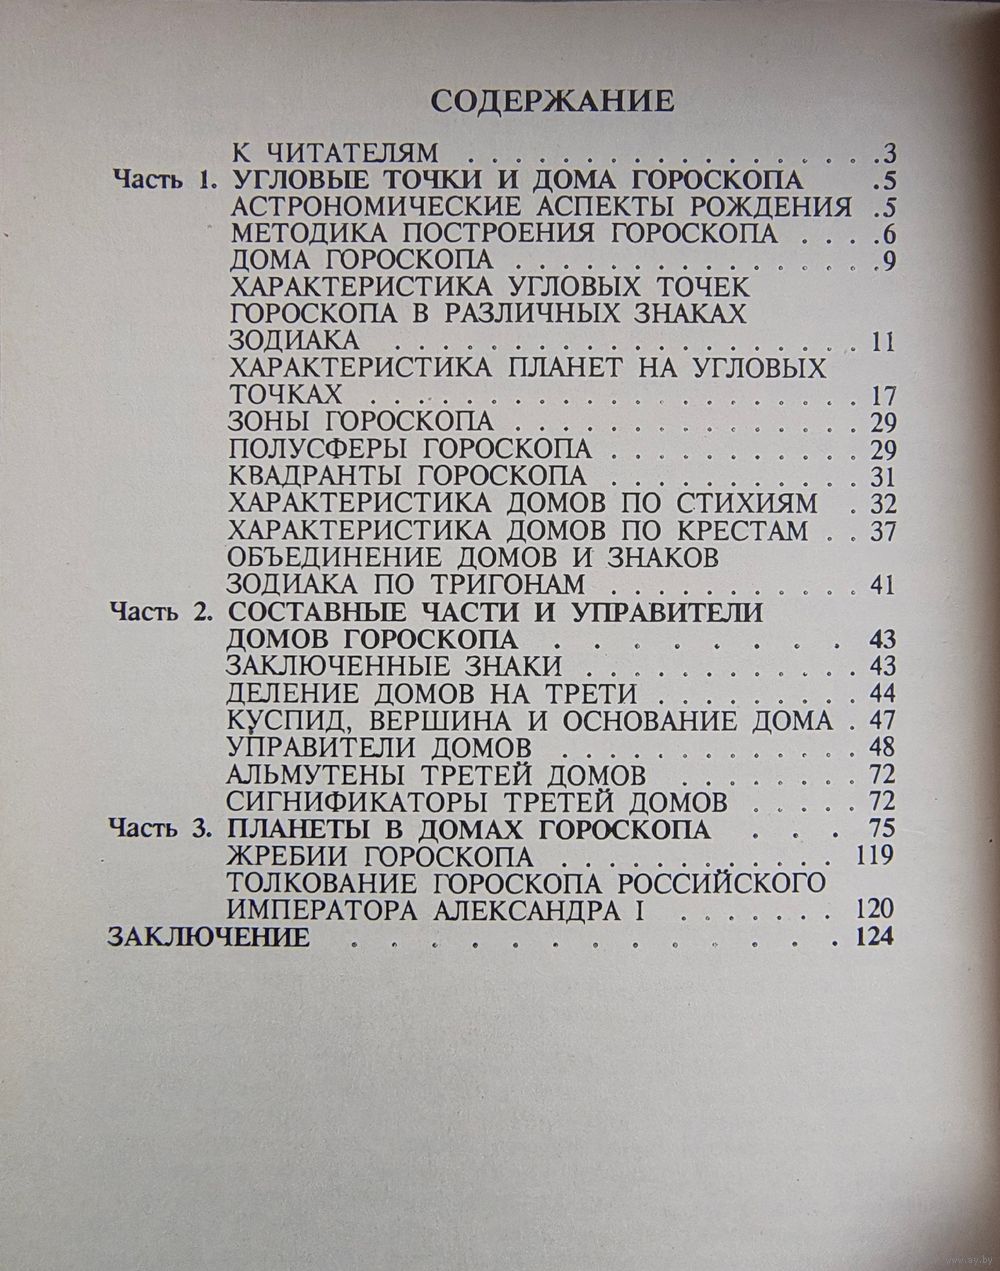 СОДЕРЖАНИЕ
К ЧИТАТЕЛЯМ . . . . . . . . . . . . . . . . . .3
Часть 1. УГЛОВЫЕ ТОЧКИ И ДОМА ГОРОСКОПА .5
АСТРОНОМИЧЕСКИЕ АСПЕКТЫ РОЖДЕНИЯ .5
МЕТОДИКА ПОСТРОЕНИЯ ГОРОСКОПА . . . .6
ДОМА ГОРОСКОПА . . . . . . . . . . . . . . . .9
ХАРАКТЕРИСТИКА УГЛОВЫХ ТОЧЕК
ГОРОСКОПА В РАЗЛИЧНЫХ ЗНАКАХ
ЗОДИАКА . . . . . . . . . . . . . . . . . . . . 11
ХАРАКТЕРИСТИКА ПЛАНЕТ НА УГЛОВЫХ
ТОЧКАХ . . . . . . . . . . . . . . . . . . . . . 17
ЗОНЫ ГОРОСКОПА . . . . . . . . . . . . . . . 29
ПОЛУСФЕРЫ ГОРОСКОПА . . . . . . . . . . . 29
КВАДРАНТЫ ГОРОСКОПА . . . . . . . . . . . 31
ХАРАКТЕРИСТИКА ДОМОВ ПО СТИХИЯМ . 32
ХАРАКТЕРИСТИКА ДОМОВ ПО КРЕСТАМ . . 37
ОБЪЕДИНЕНИЕ ДОМОВ И ЗНАКОВ
ЗОДИАКА ПО ТРИГОНАМ . . . . . . . . . . . 41
Часть 2. СОСТАВНЫЕ ЧАСТИ И УПРАВИТЕЛИ
ДОМОВ ГОРОСКОПА . . . . . . . . 43
ЗАКЛЮЧЕННЫЕ ЗНАКИ . . . . . . . . . . . . 43
ДЕЛЕНИЕ ДОМОВ НА ТРЕТИ . . . . . . . . . 44
КУСПИД, ВЕРШИНА И ОСНОВАНИЕ ДОМА . 47
УПРАВИТЕЛИ ДОМОВ . . . . . . . . . . . . . 48
АЛЬМУТЕНЫ ТРЕТЕЙ ДОМОВ . . . . . . . . 72
СИГНИФИКАТОРЫ ТРЕТЕЙ ДОМОВ . . . . . 72
Часть 3. ПЛАНЕТЫ В ДОМАХ ГОРОСКОПА . . . 75
ЖРЕБИИ ГОРОСКОПА . . . . . . . . . . . . 119
ТОЛКОВАНИЕ ГОРОСКОПА РОССИЙСКОГО
ИМПЕРАТОРА АЛЕКСАНДРА I . . . . . . . 120
ЗАКЛЮЧЕНИЕ . . . . . . . . . . . . . 124
www.ay.by